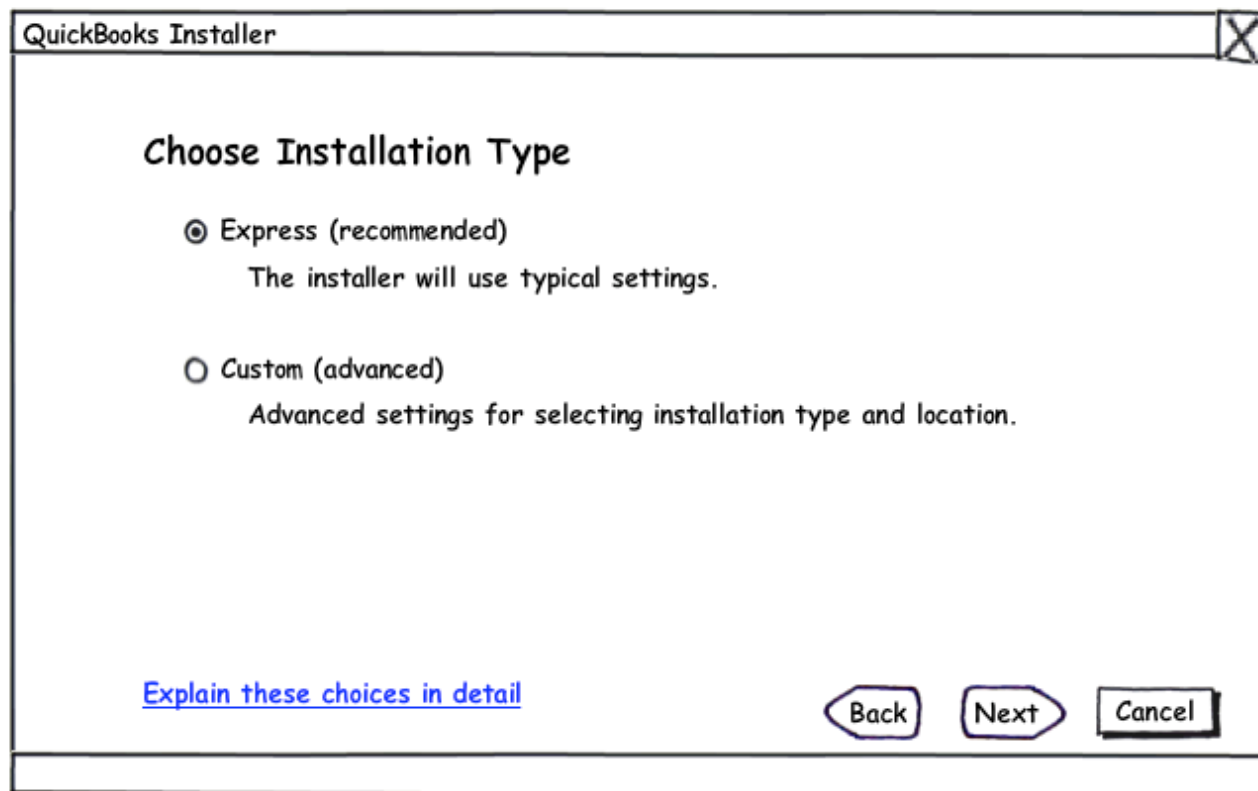 QuickBooks Installer
Choose Installation Type
Express (recommended)
The installer will use typical settings.
Custom (advanced)
Advanced settings for selecting installation type and location.
Explain these choices in detail
Back Next Cancel